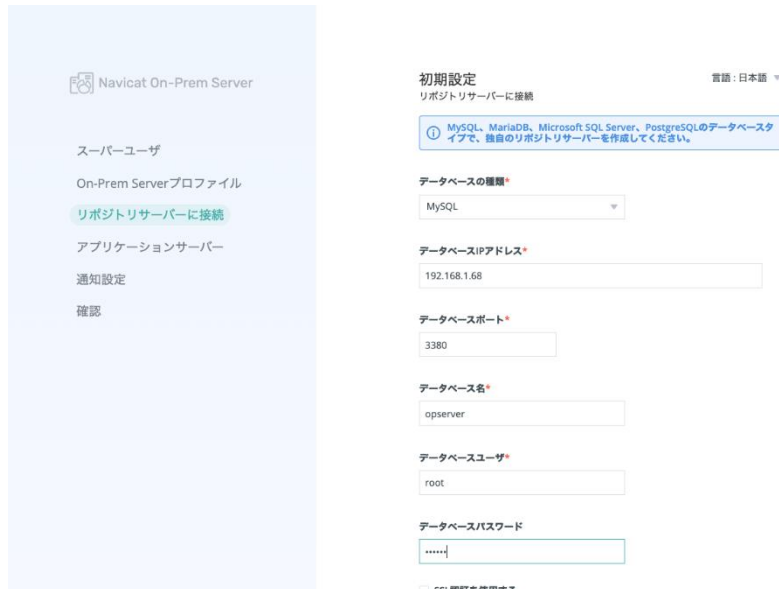 Navicat On-Prem Server
スーパーユーザ
On-Prem Serverプロファイル
リポジトリサーバーに接続
アプリケーションサーバー
通知設定
確認
初期設定
言語 : 日本語
リポジトリサーバーに接続
MySQL、MariaDB、Microsoft SQL Server、PostgreSQLのデータベースタ
イプで、独自のリポジトリサーバーを作成してください。
データベースの種類*
MySQL
データベースIPアドレス*
192.168.1.68
データベースポート*
3380
データベース名*
opserver
データベースユーザ*
root
データベースパスワード
••••••